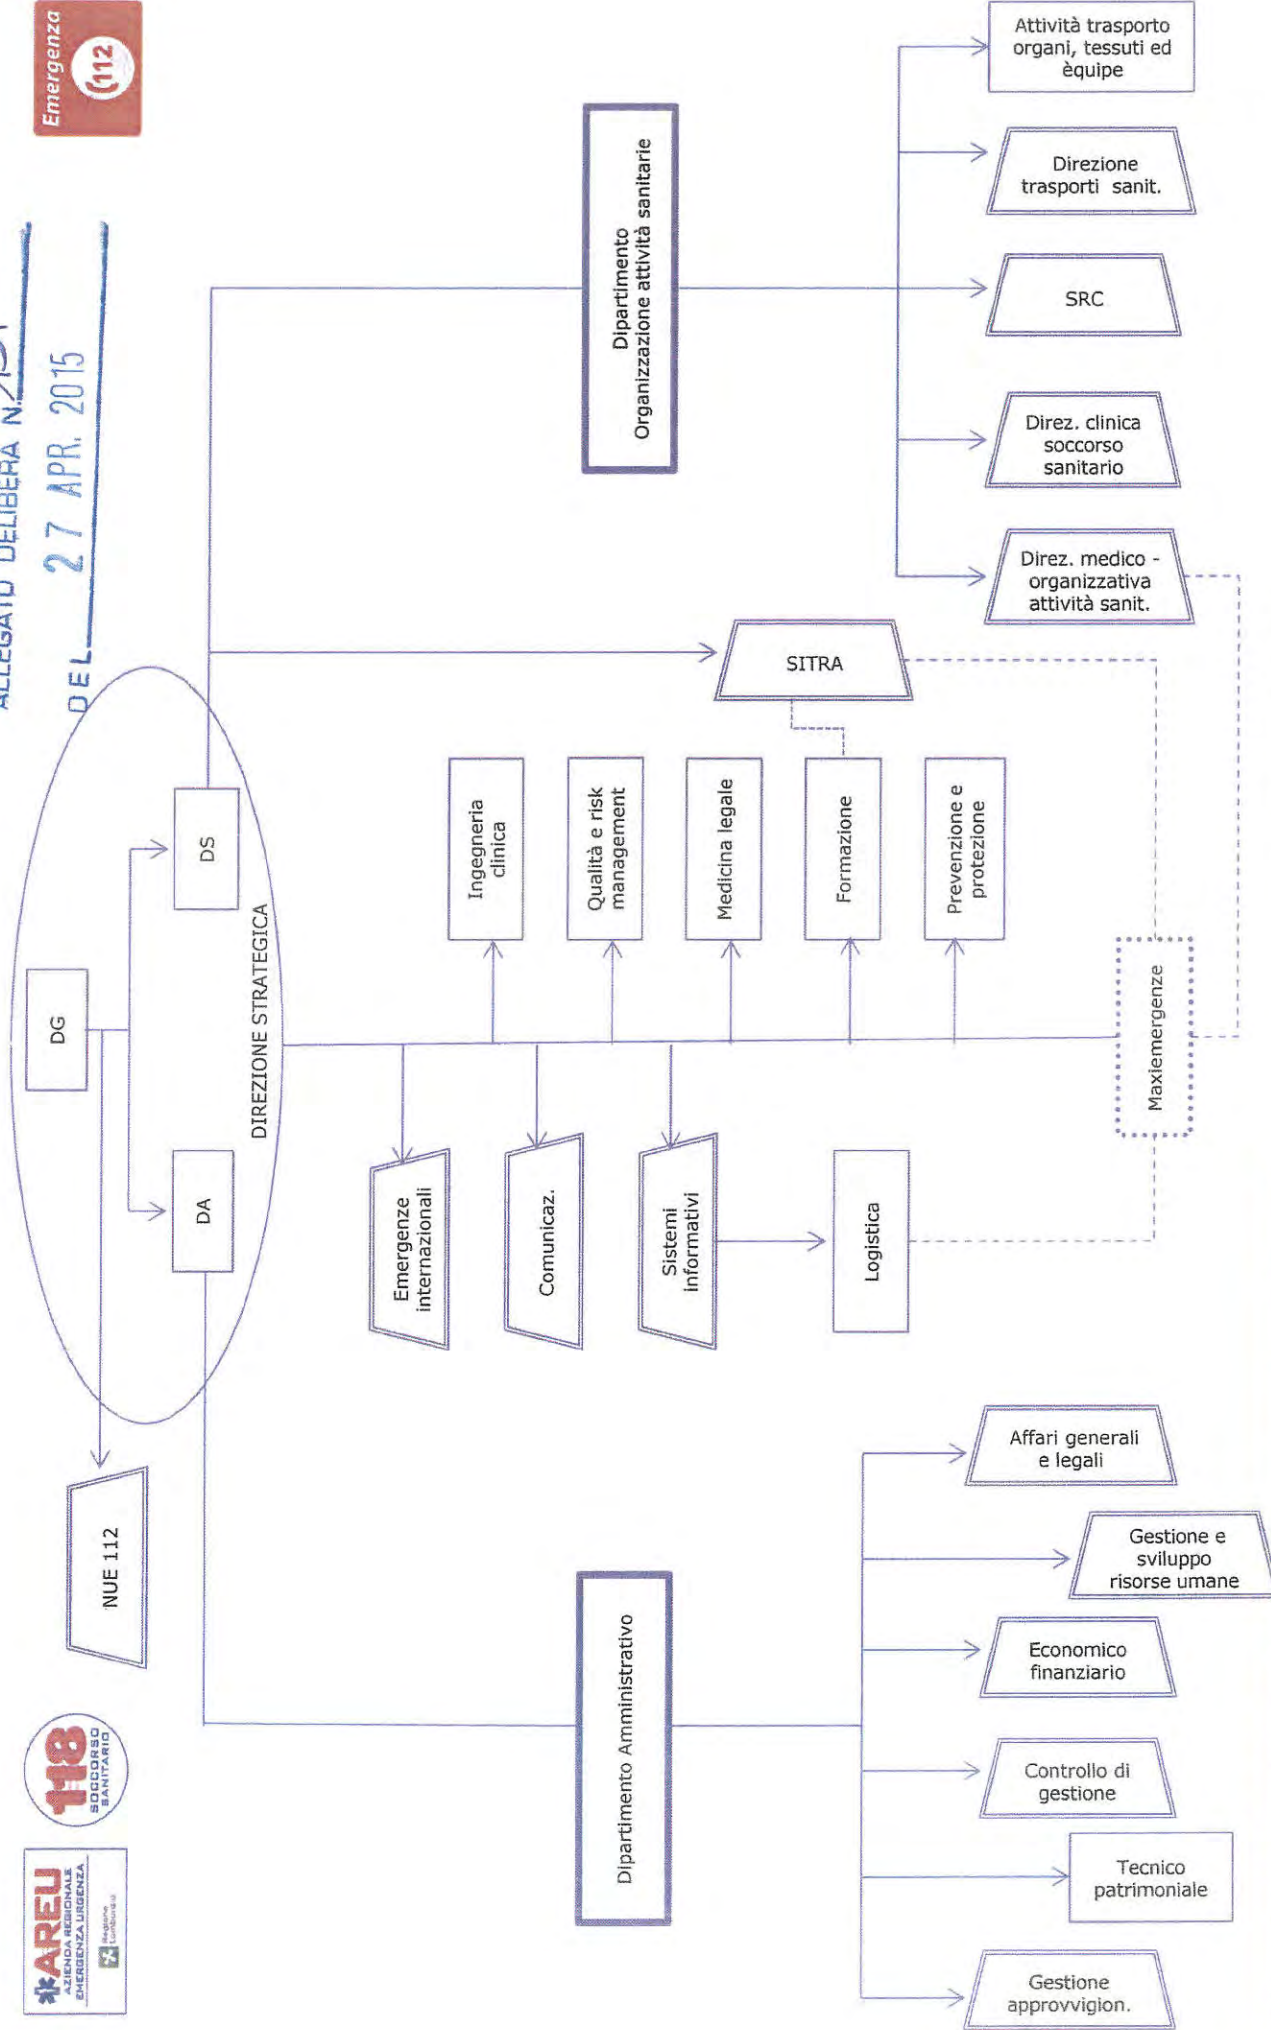 AREU
AZIENDA REGIONALE
EMERGENZA URGENZA
Regione
Lombardia
118
SOCCORSO
SANITARIO
ALLEGATO DELIBERA N.
DEL 27 APR. 2015
Emergenza
112
NUE 112
DG
DA
DS
DIREZIONE STRATEGICA
Emergenze
internazionali
Comunicaz.
Sistemi
informativi
Logistica
Ingegneria
clinica
Qualità e risk
management
Medicina legale
Formazione
Prevenzione e
protezione
SITRA
Maxiemergenze
Dipartimento Amministrativo
Gestione
approvvigion.
Tecnico
patrimoniale
Controllo di
gestione
Economico
finanziario
Gestione e
sviluppo
risorse umane
Affari generali
e legali
Dipartimento
Organizzazione attività sanitarie
Direz. medico -
organizzativa
attività sanit.
Direz. clinica
soccorso
sanitario
SRC
Direzione
trasporti sanit.
Attività trasporto
organi, tessuti ed
èquipe